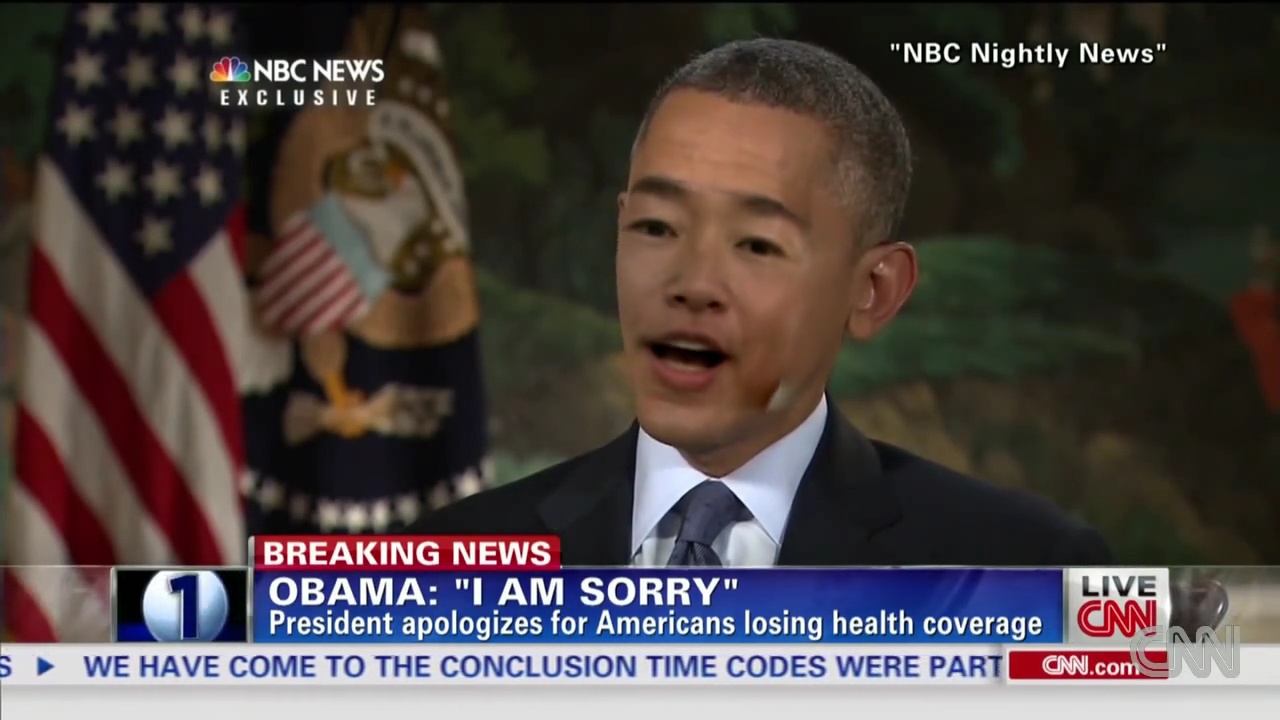 "NBC Nightly News"
NBC NEWS
EXCLUSIVE
BREAKING NEWS
1
OBAMA: "I AM SORRY"
President apologizes for Americans losing health coverage
LIVE
CNN
S ▶ WE HAVE COME TO THE CONCLUSION TIME CODES WERE PART
CNN.com
CNN